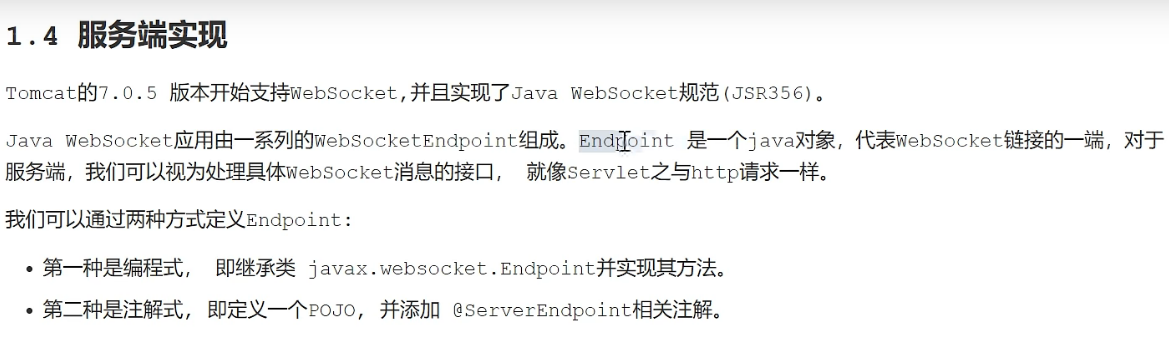 1.4 服务端实现
Tomcat的7.0.5 版本开始支持WebSocket,并且实现了Java WebSocket规范(JSR356)。
Java WebSocket应用由一系列的WebSocketEndpoint组成。Endpoint 是一个java对象，代表WebSocket链接的一端，对于
服务端，我们可以视为处理具体WebSocket消息的接口， 就像Servlet之与http请求一样。
我们可以通过两种方式定义Endpoint:
• 第一种是编程式， 即继承类 javax.websocket.Endpoint并实现其方法。
• 第二种是注解式, 即定义一个POJO, 并添加 @ServerEndpoint相关注解。